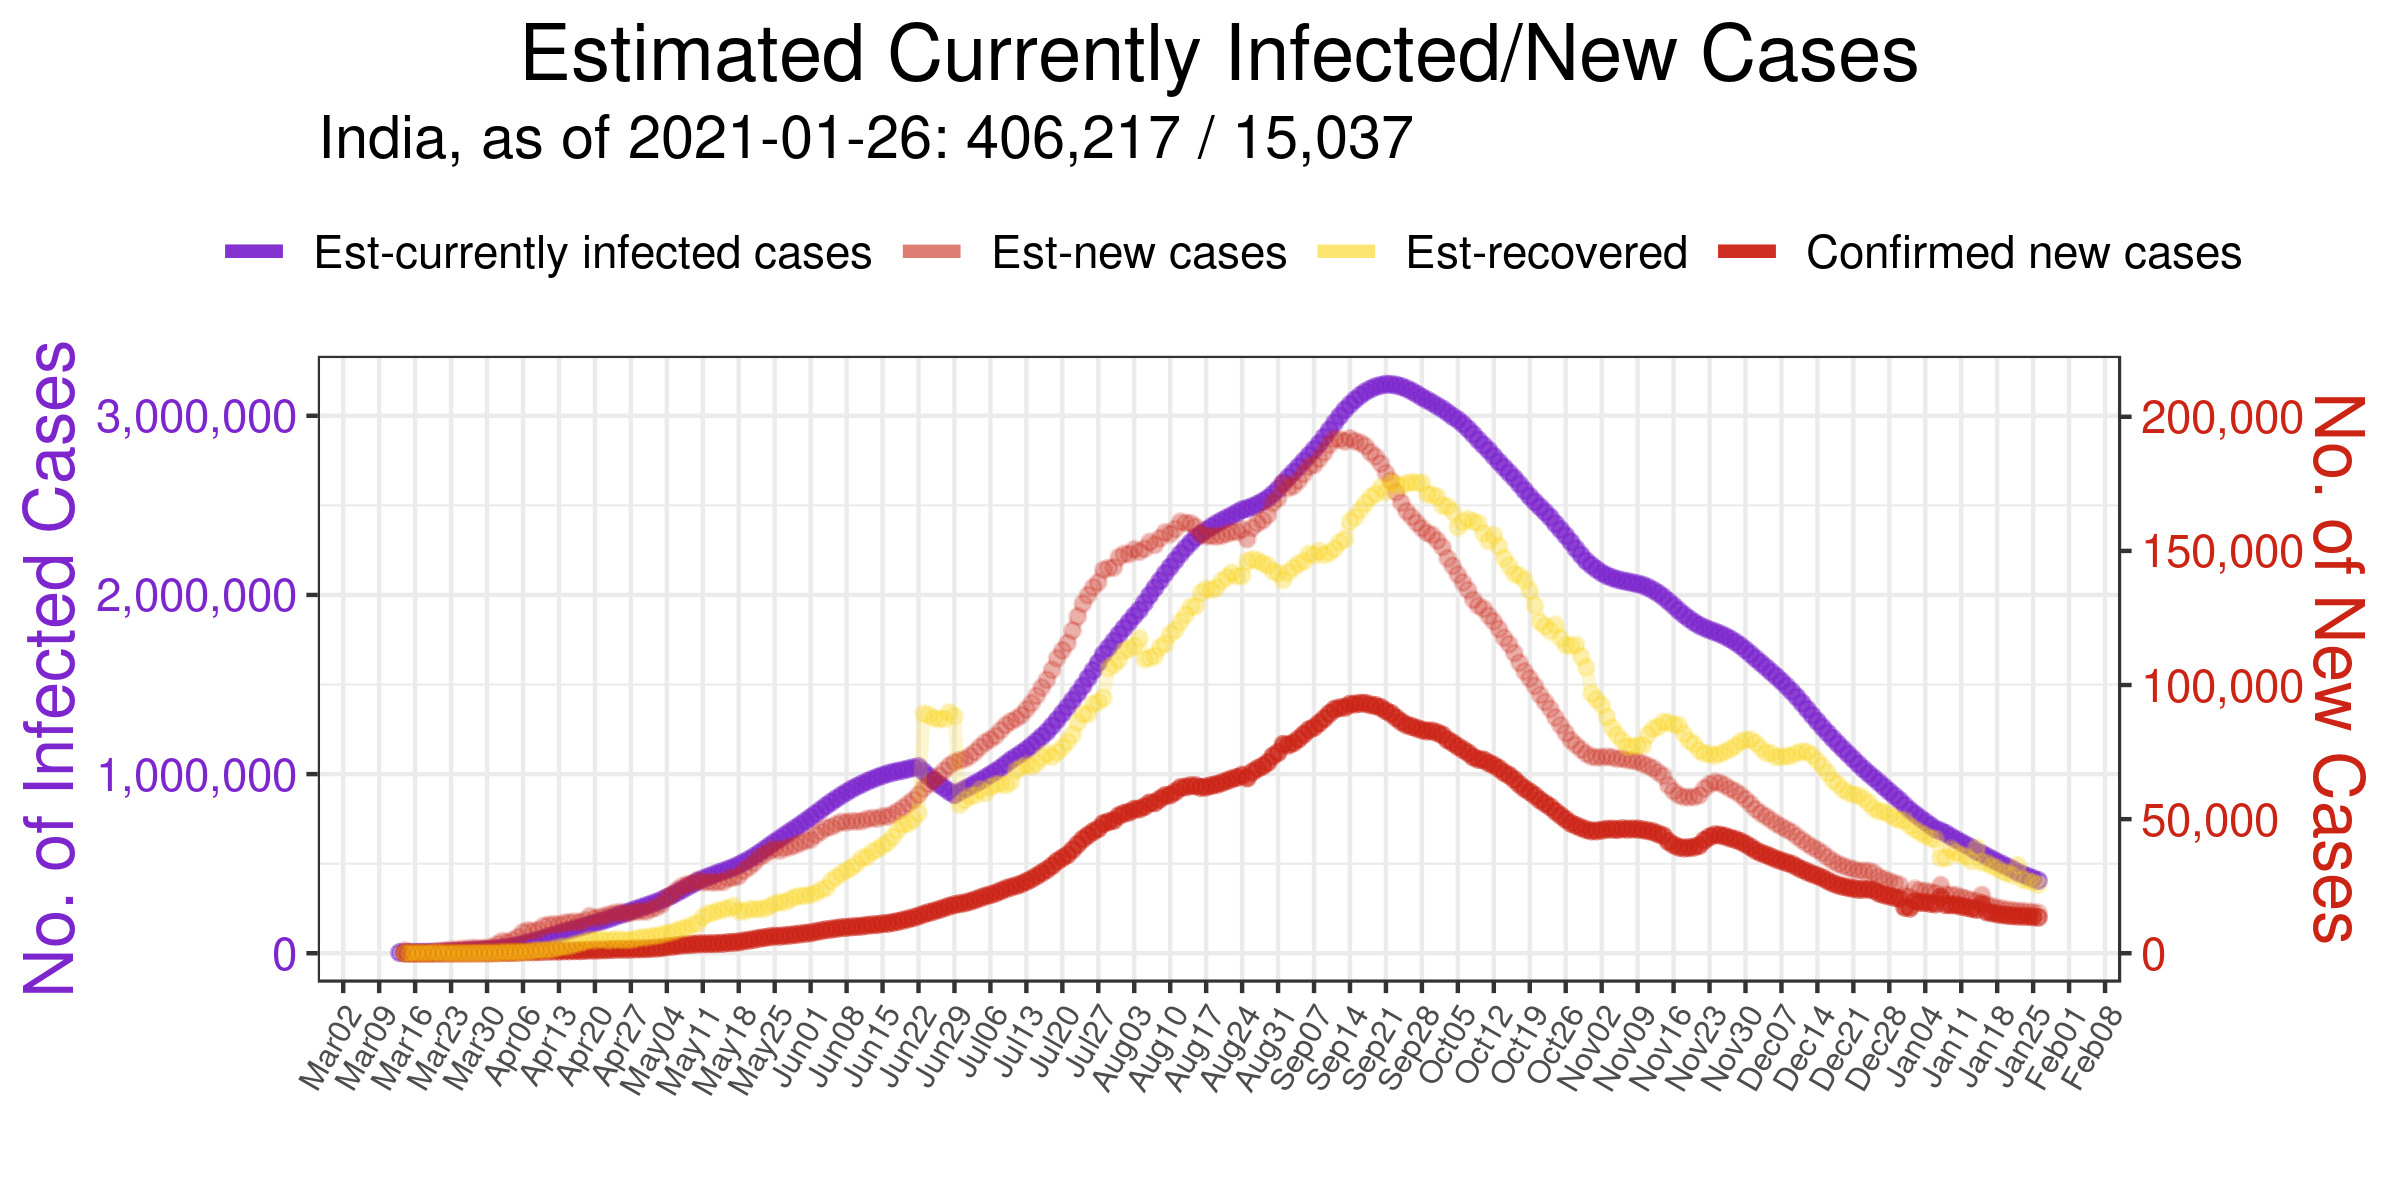 Estimated Currently Infected/New Cases
India, as of 2021-01-26: 406,217 / 15,037
Est-currently infected cases Est-new cases Est-recovered Confirmed new cases
No. of Infected Cases
3,000,000
2,000,000
1,000,000
0
200,000
150,000
100,000
50,000
0
No. of New Cases
Mar02 Mar09 Mar16 Mar23 Mar30 Apr06 Apr13 Apr20 Apr27 May04 May11 May18 May25 Jun01 Jun08 Jun15 Jun22 Jun29 Jul06 Jul13 Jul20 Jul27 Aug03 Aug10 Aug17 Aug24 Aug31 Sep07 Sep14 Sep21 Sep28 Oct05 Oct12 Oct19 Oct26 Nov02 Nov09 Nov16 Nov23 Nov30 Dec07 Dec14 Dec21 Dec28 Jan04 Jan11 Jan18 Jan25 Feb01 Feb08